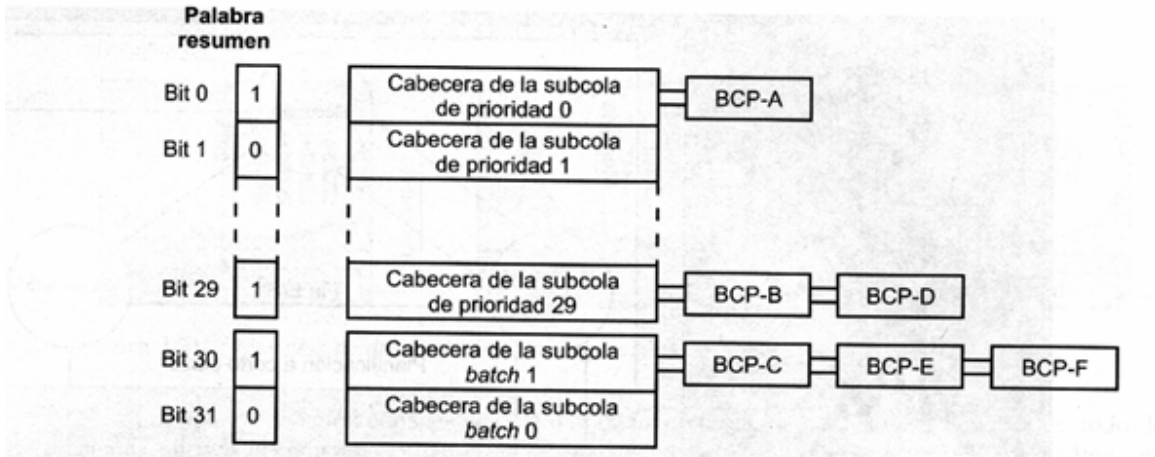 Palabra
resumen
Bit 0 1 Cabecera de la subcola
de prioridad 0 BCP-A
Bit 1 0 Cabecera de la subcola
de prioridad 1
Bit 29 1 Cabecera de la subcola
de prioridad 29 BCP-B BCP-D
Bit 30 1 Cabecera de la subcola
batch 1 BCP-C BCP-E BCP-F
Bit 31 0 Cabecera de la subcola
batch 0